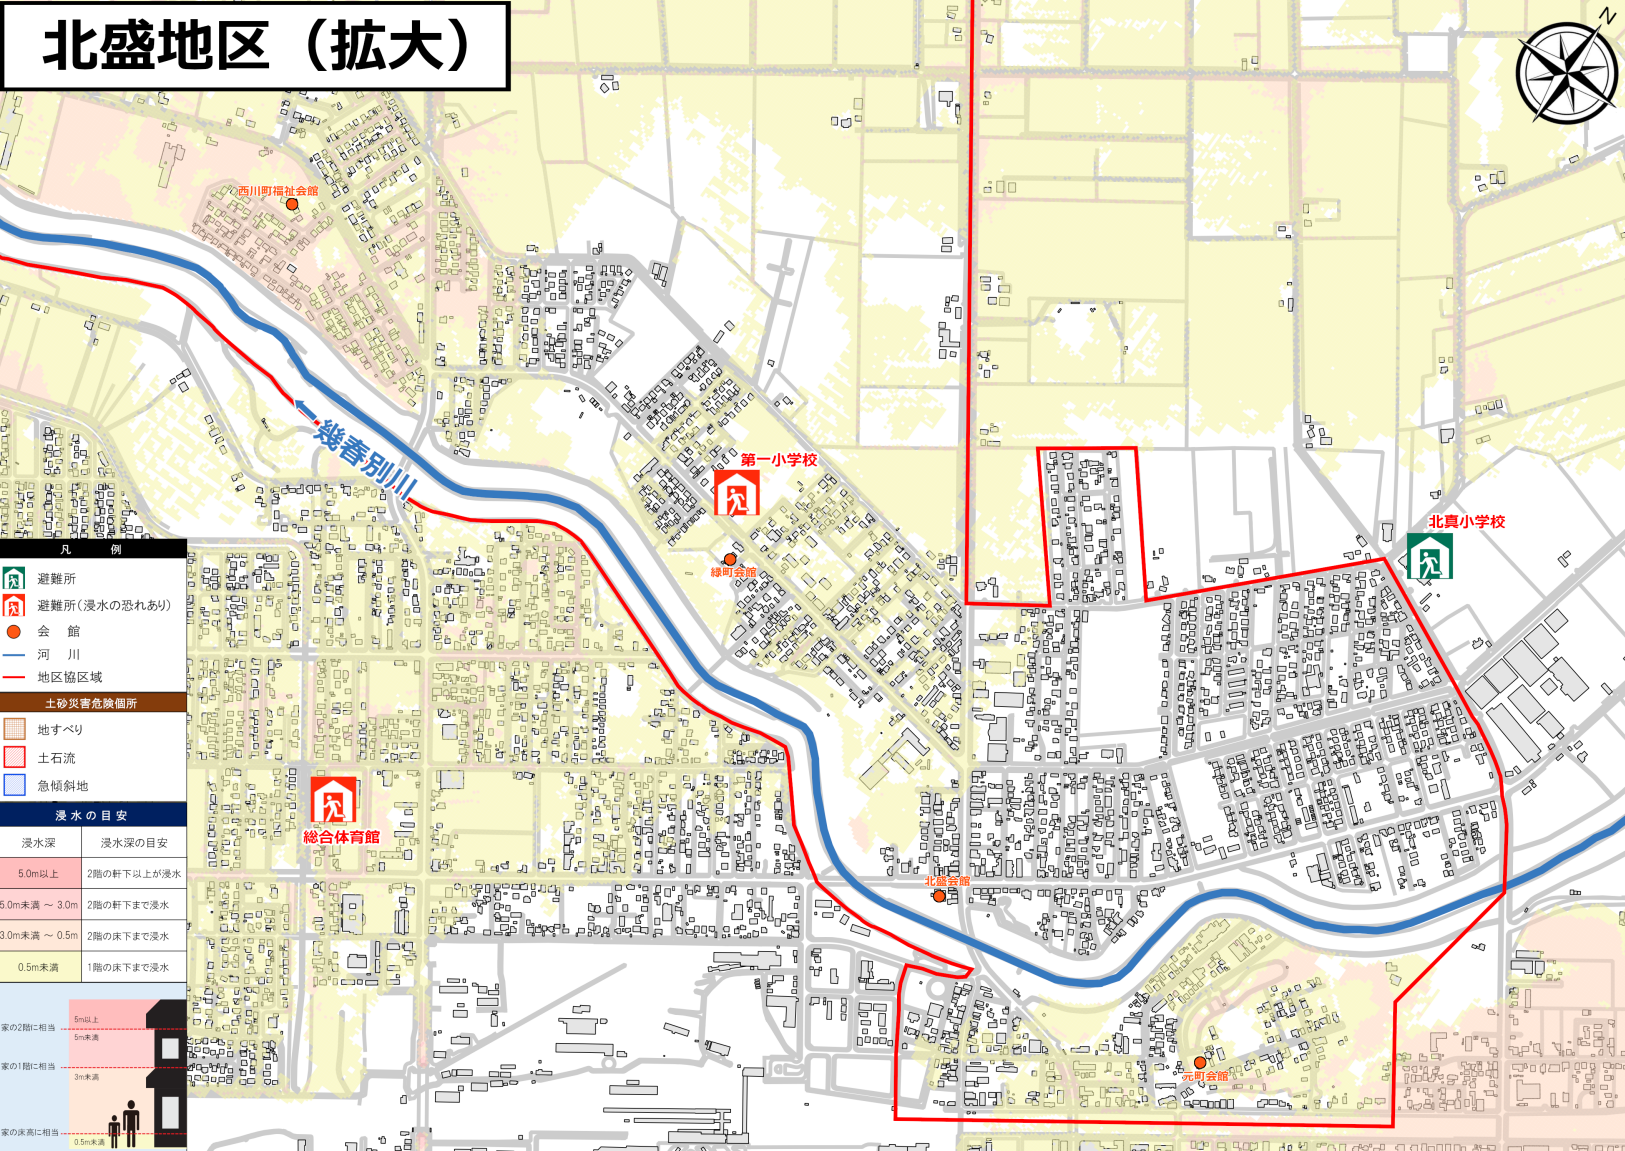 北盛地区（拡大）
N
西川町福祉会館
幾春別川
第一小学校
緑町会館
北真小学校
総合体育館
北盛会館
元町会館
凡 例
避難所
避難所（浸水の恐れあり）
会 館
河 川
地区協区域
土砂災害危険個所
地すべり
土石流
急傾斜地
浸水の目安
浸水深 浸水深の目安
5.0m以上 2階の軒下以上が浸水
5.0m未満 ～ 3.0m 2階の軒下まで浸水
3.0m未満 ～ 0.5m 2階の床下まで浸水
0.5m未満 1階の床下まで浸水
5m以上
家の2階に相当
5m未満
家の1階に相当
3m未満
家の床高に相当
0.5m未満